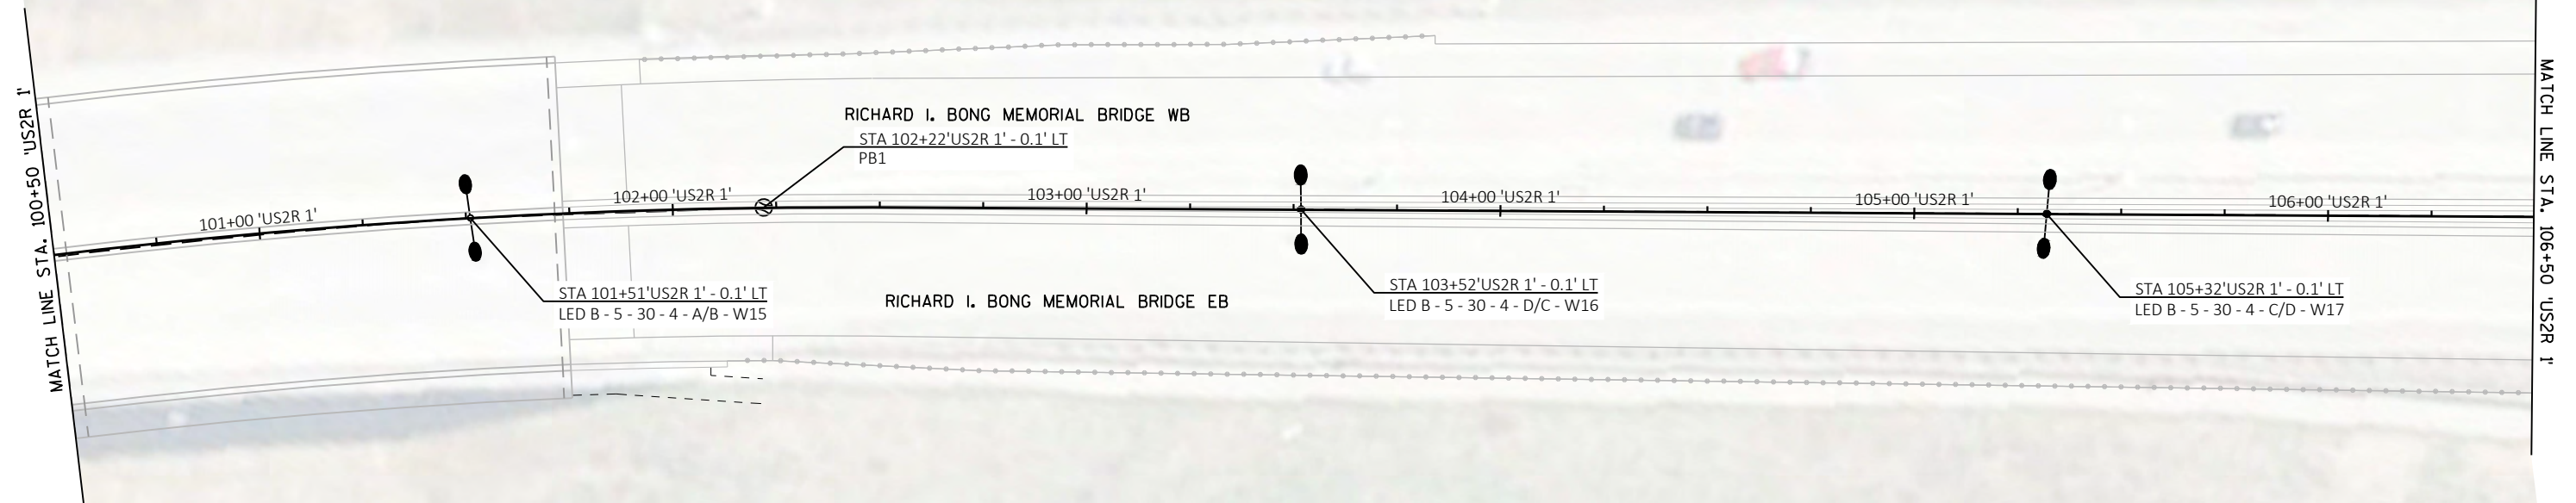 MATCH LINE STA. 100+50 'US2R 1'
101+00 'US2R 1'
STA 101+51'US2R 1' - 0.1' LT
LED B - 5 - 30 - 4 - A/B - W15
102+00 'US2R 1'
RICHARD I. BONG MEMORIAL BRIDGE WB
STA 102+22'US2R 1' - 0.1' LT
PB1
RICHARD I. BONG MEMORIAL BRIDGE EB
103+00 'US2R 1'
STA 103+52'US2R 1' - 0.1' LT
LED B - 5 - 30 - 4 - D/C - W16
104+00 'US2R 1'
105+00 'US2R 1'
STA 105+32'US2R 1' - 0.1' LT
LED B - 5 - 30 - 4 - C/D - W17
106+00 'US2R 1'
MATCH LINE STA. 106+50 'US2R 1'